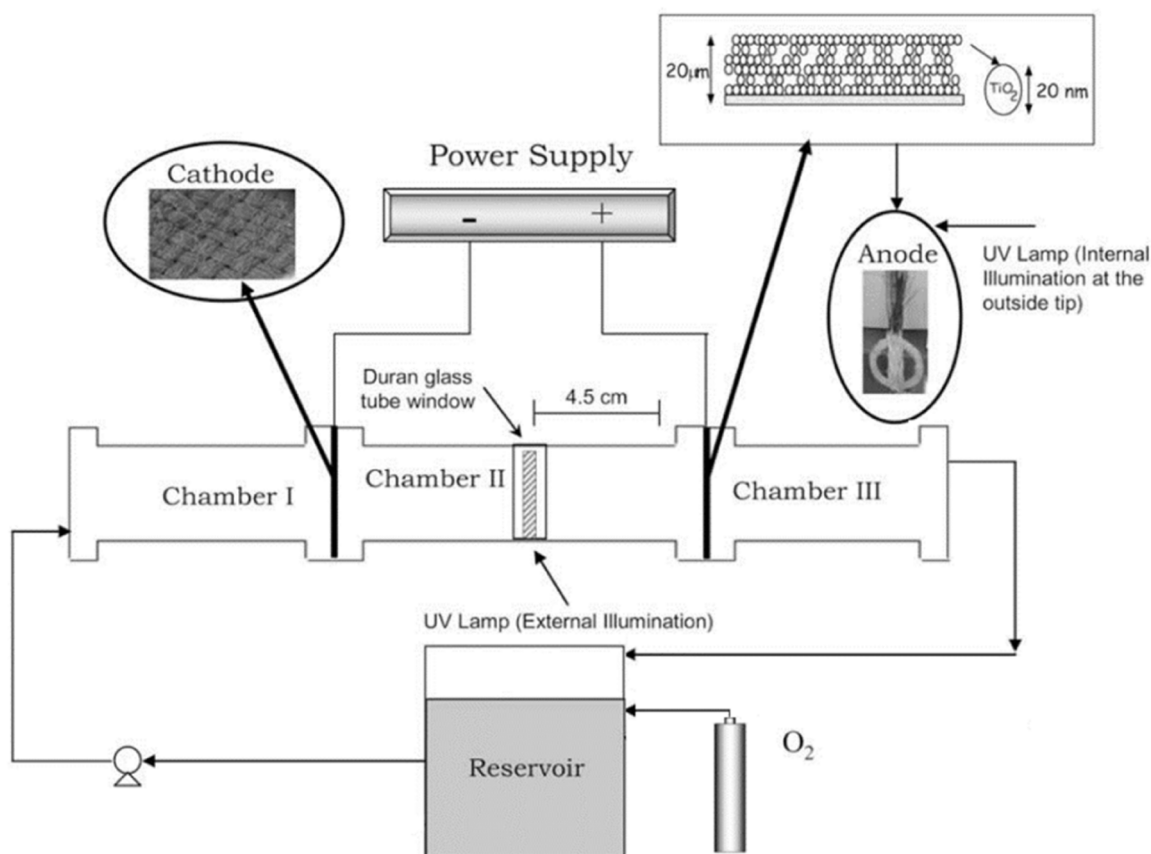 20μm
TiO2
20 nm
Power Supply
Cathode
-
+
UV Lamp (Internal
Illumination at the
outside tip)
Anode
Duran glass
tube window
4.5 cm
Chamber I
Chamber II
Chamber III
UV Lamp (External Illumination)
Reservoir
O2